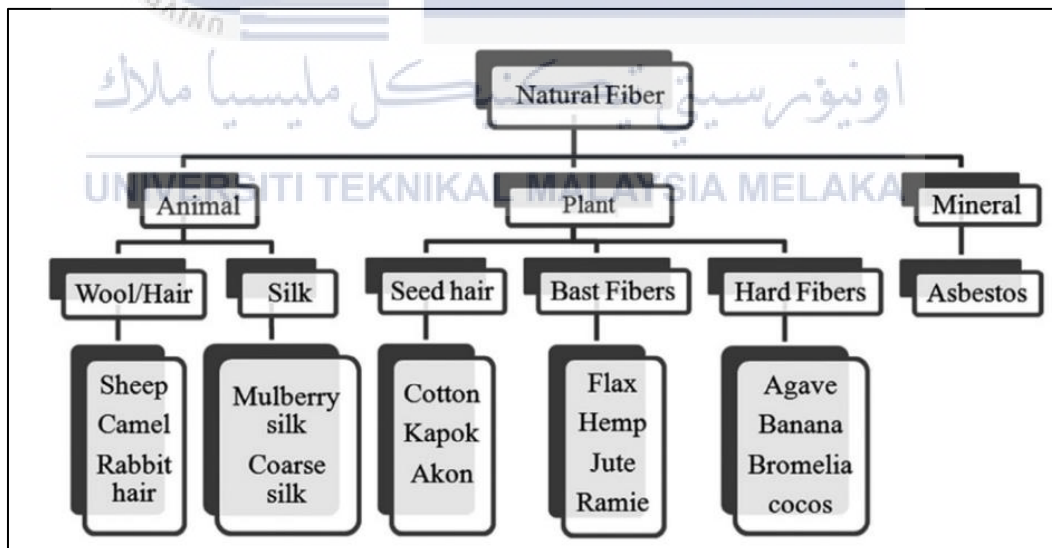 اونيۏرسيتي تيكنيكل مليسيا ملاك
UNIVERSITI TEKNIKAL MALAYSIA MELAKA
Natural Fiber
Animal
Plant
Mineral
Wool/Hair
Silk
Seed hair
Bast Fibers
Hard Fibers
Asbestos
Sheep
Camel
Rabbit
hair
Mulberry
silk
Coarse
silk
Cotton
Kapok
Akon
Flax
Hemp
Jute
Ramie
Agave
Banana
Bromelia
cocos